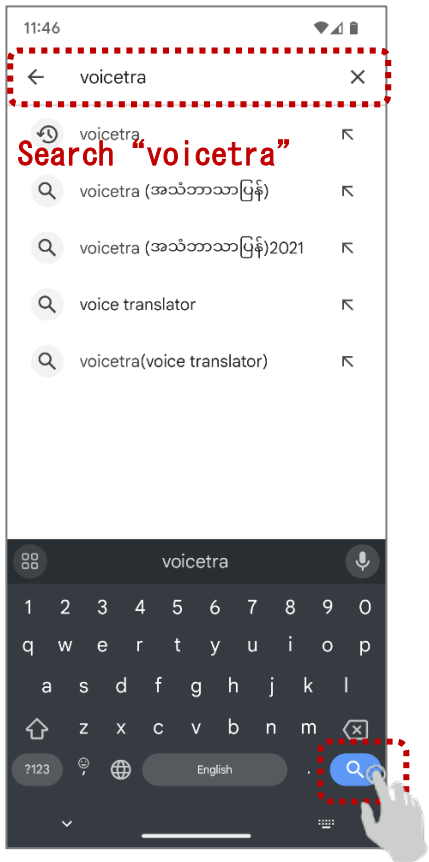 11:46
voicetra
voicetra
Search “voicetra”
voicetra (အသံဘာသာပြန်)
voicetra (အသံဘာသာပြန်)2021
voice translator
voicetra(voice translator)
voicetra
1 2 3 4 5 6 7 8 9 0
q w e r t y u i o p
a s d f g h j k l
z x c v b n m
?123 , English .